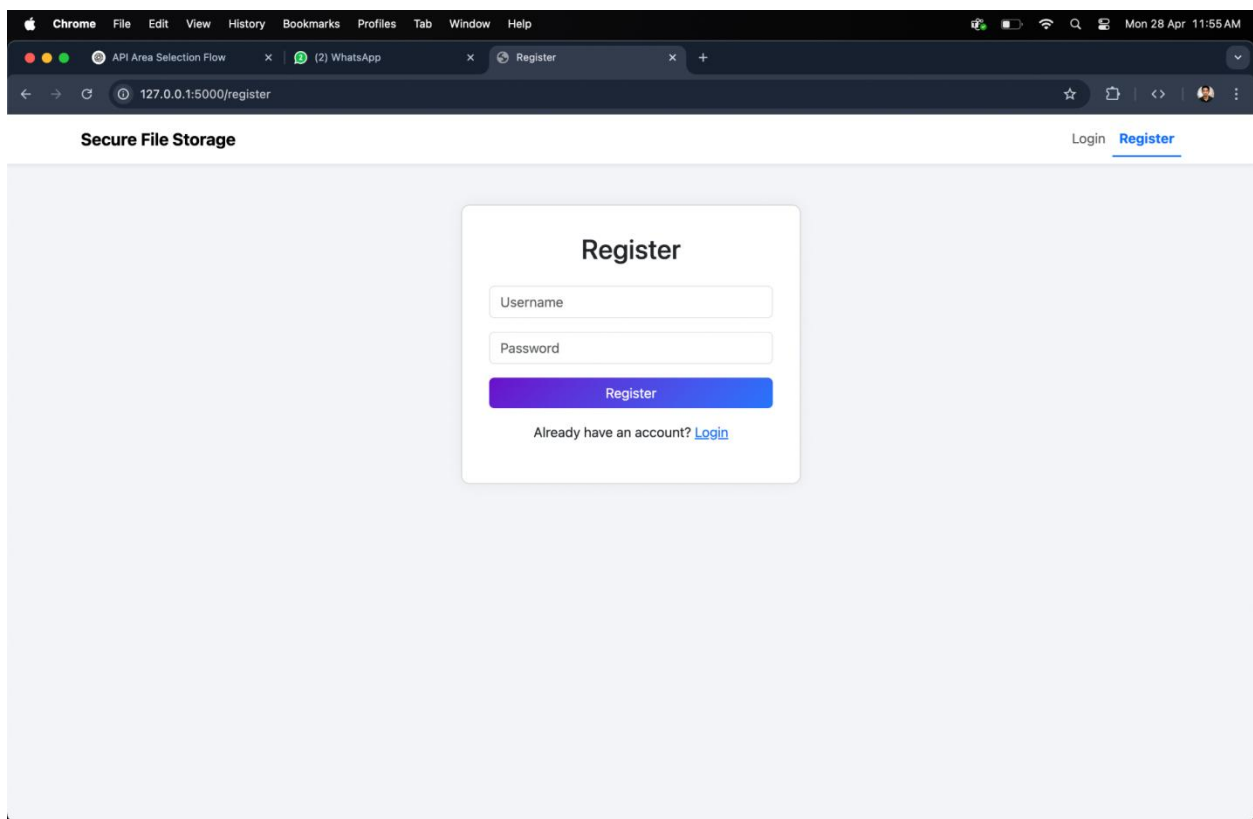 Chrome File Edit View History Bookmarks Profiles Tab Window Help Mon 28 Apr 11:55 AM
API Area Selection Flow (2) WhatsApp Register
127.0.0.1:5000/register
Secure File Storage Login Register
Register
Username
Password
Register
Already have an account? Login